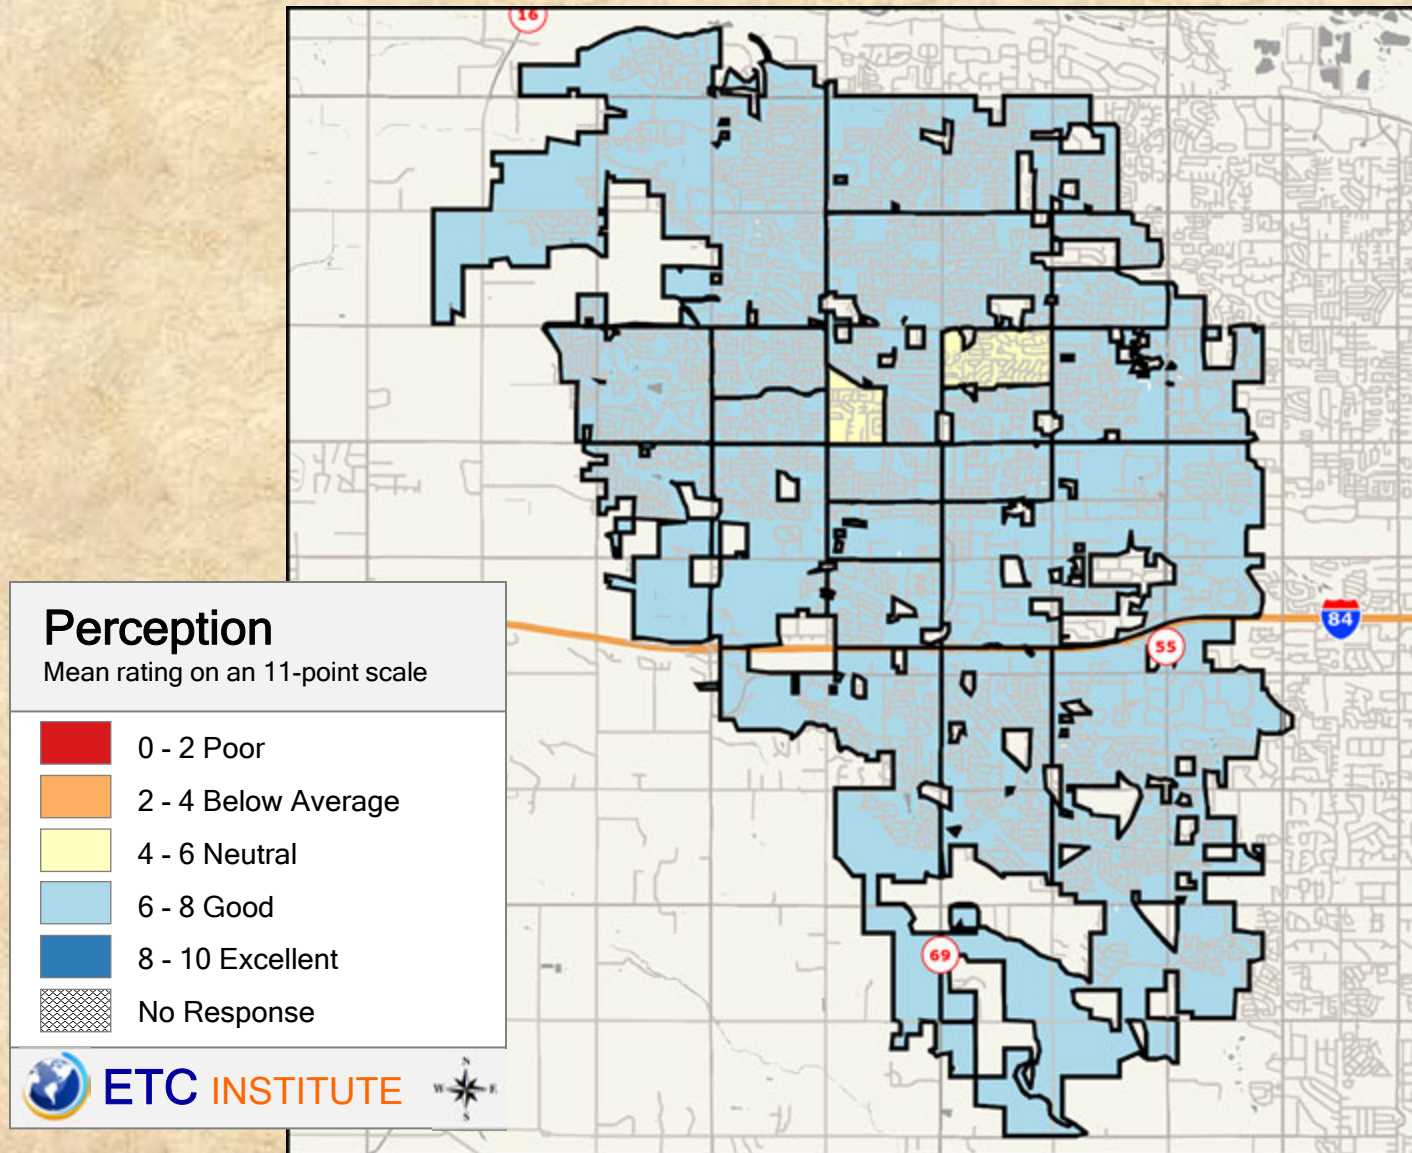 16
84
55
Perception
Mean rating on an 11-point scale
0 - 2 Poor
2 - 4 Below Average
4 - 6 Neutral
6 - 8 Good
8 - 10 Excellent
69
No Response
ETC INSTITUTE
N
W E
S